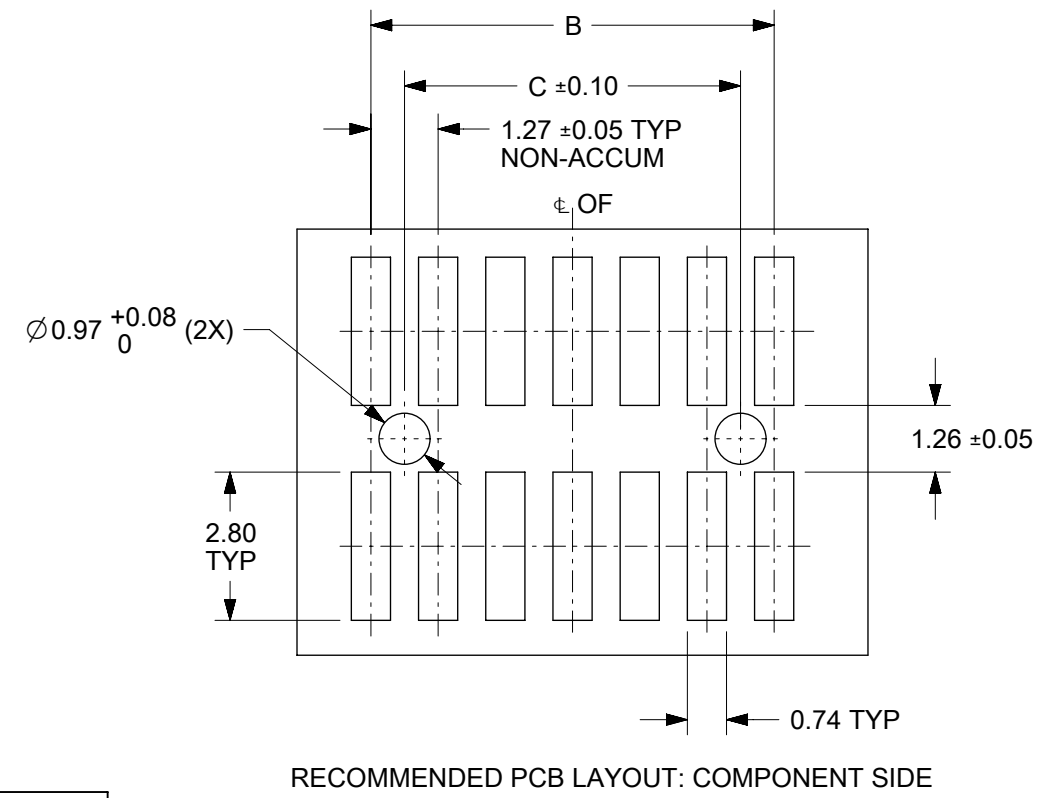 B
C ±0.10
1.27 ±0.05 TYP
NON-ACCUM
℄ OF
⌀0.97 +0.08 (2X)
0
1.26 ±0.05
2.80
TYP
0.74 TYP
RECOMMENDED PCB LAYOUT: COMPONENT SIDE